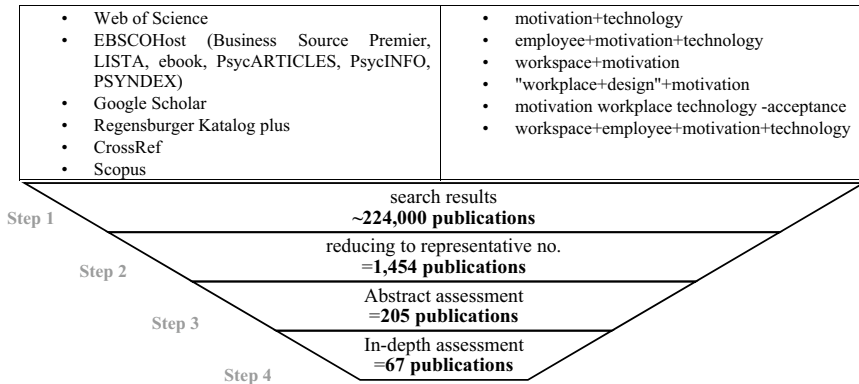 • Web of Science
• EBSCOHost (Business Source Premier,
LISTA, ebook, PsycARTICLES, PsycINFO,
PSYNDEX)
• Google Scholar
• Regensburger Katalog plus
• CrossRef
• Scopus
• motivation+technology
• employee+motivation+technology
• workspace+motivation
• "workplace+design"+motivation
• motivation workplace technology -acceptance
• workspace+employee+motivation+technology
Step 1
search results
~224,000 publications
Step 2
reducing to representative no.
=1,454 publications
Step 3
Abstract assessment
=205 publications
Step 4
In-depth assessment
=67 publications